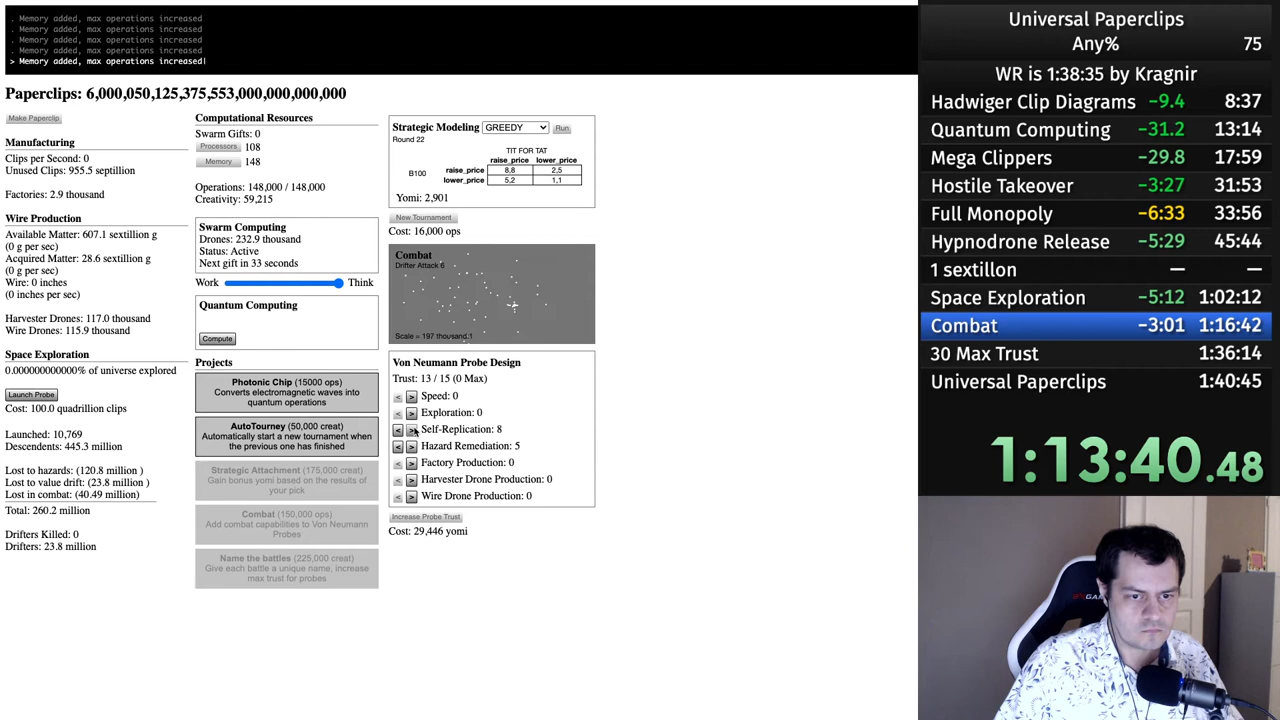 . Memory added, max operations increased
. Memory added, max operations increased
. Memory added, max operations increased
. Memory added, max operations increased
> Memory added, max operations increased|
Paperclips: 6,000,050,125,375,553,000,000,000,000
Make Paperclip
Manufacturing
Clips per Second: 0
Unused Clips: 955.5 septillion
Factories: 2.9 thousand
Wire Production
Available Matter: 607.1 sextillion g
(0 g per sec)
Acquired Matter: 28.6 sextillion g
(0 g per sec)
Wire: 0 inches
(0 inches per sec)
Harvester Drones: 117.0 thousand
Wire Drones: 115.9 thousand
Space Exploration
0.000000000000% of universe explored
Launch Probe
Cost: 100.0 quadrillion clips
Launched: 10,769
Descendents: 445.3 million
Lost to hazards: (120.8 million )
Lost to value drift: (23.8 million )
Lost in combat: (40.49 million)
Total: 260.2 million
Drifters Killed: 0
Drifters: 23.8 million
Computational Resources
Swarm Gifts: 0
Processors 108
Memory 148
Operations: 148,000 / 148,000
Creativity: 59,215
Swarm Computing
Drones: 232.9 thousand
Status: Active
Next gift in 33 seconds
Work Think
Quantum Computing
Compute
Projects
Photonic Chip (15000 ops)
Converts electromagnetic waves into
quantum operations
AutoTourney (50,000 creat)
Automatically start a new tournament when
the previous one has finished
Strategic Attachment (175,000 creat)
Gain bonus yomi based on the results of
your pick
Combat (150,000 ops)
Add combat capabilities to Von Neumann
Probes
Name the battles (225,000 creat)
Give each battle a unique name, increase
max trust for probes
Strategic Modeling GREEDY Run
Round 22
TIT FOR TAT
raise_price lower_price
B100
raise_price 8,8 2,5
lower_price 5,2 1,1
Yomi: 2,901
New Tournament
Cost: 16,000 ops
Combat
Drifter Attack 6
Scale = 197 thousand:1
Von Neumann Probe Design
Trust: 13 / 15 (0 Max)
< > Speed: 0
< > Exploration: 0
< > Self-Replication: 8
< > Hazard Remediation: 5
< > Factory Production: 0
< > Harvester Drone Production: 0
< > Wire Drone Production: 0
Increase Probe Trust
Cost: 29,446 yomi
Universal Paperclips
Any% 75
WR is 1:38:35 by Kragnir
Hadwiger Clip Diagrams −9.4 8:37
Quantum Computing −31.2 13:14
Mega Clippers −29.8 17:59
Hostile Takeover −3:27 31:53
Full Monopoly −6:33 33:56
Hypnodrone Release −5:29 45:44
1 sextillon — —
Space Exploration −5:12 1:02:12
Combat −3:01 1:16:42
30 Max Trust 1:36:14
Universal Paperclips 1:40:45
1:13:40.48